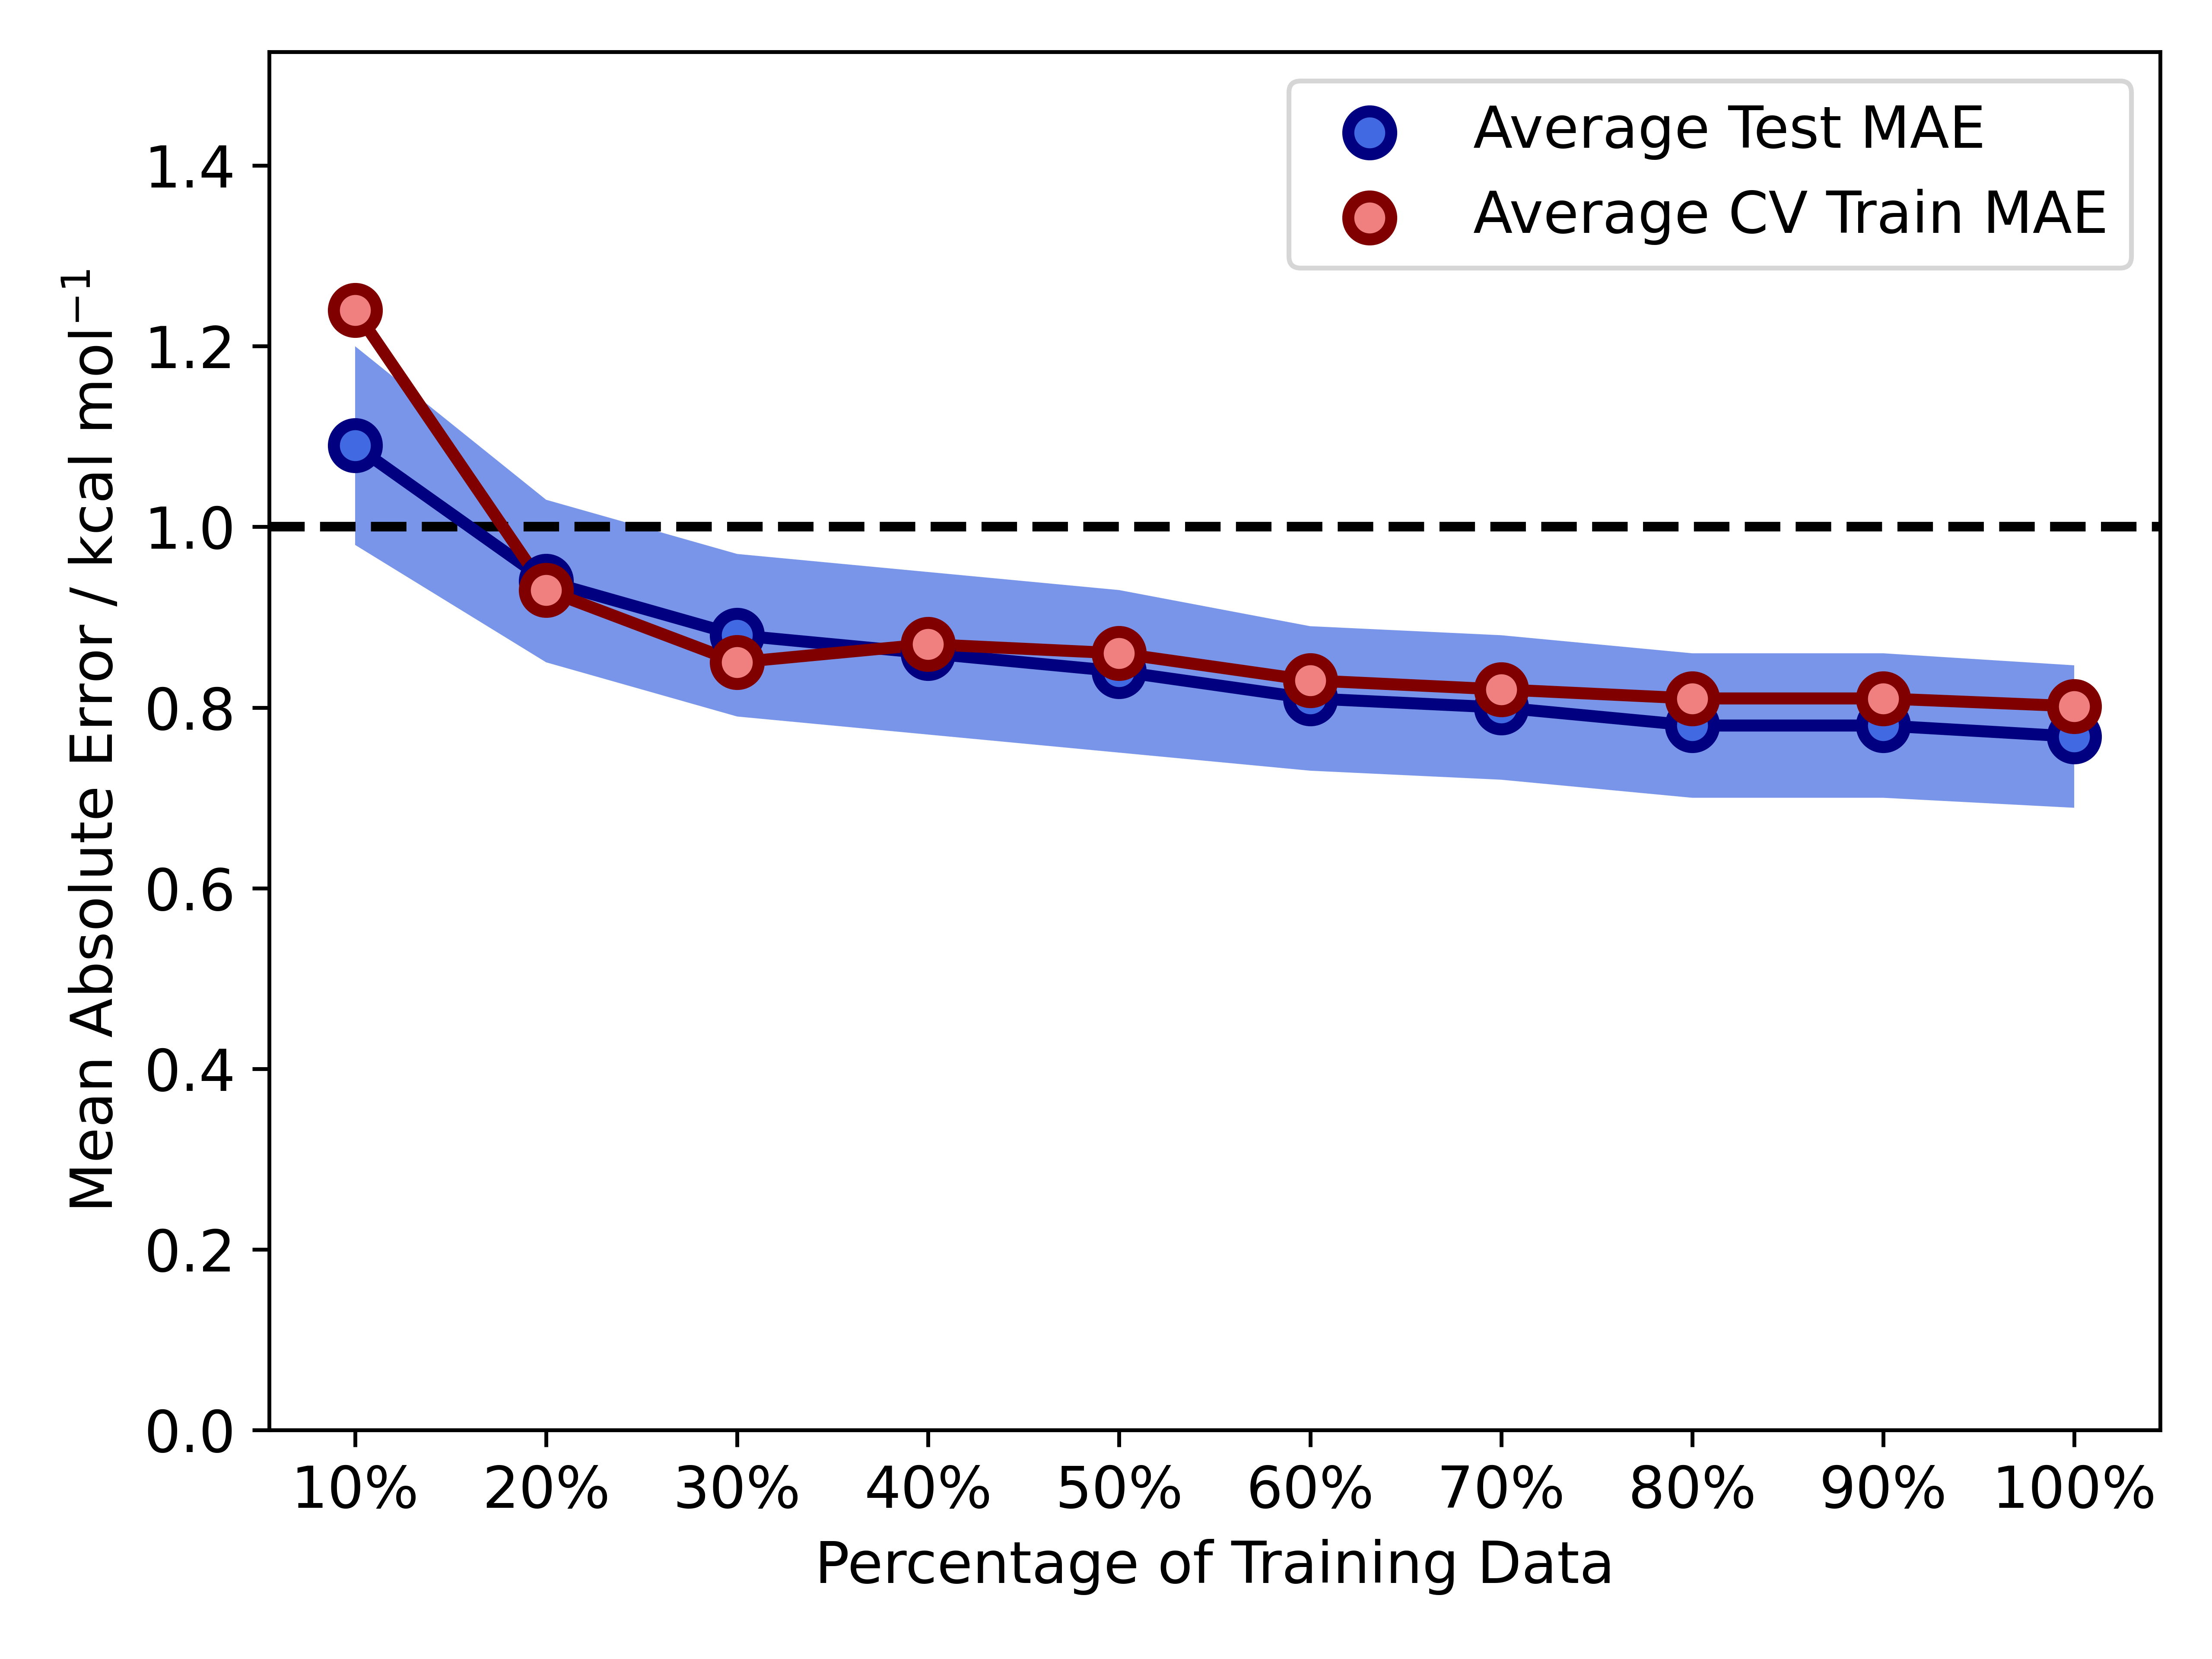 Average Test MAE
Average CV Train MAE
Mean Absolute Error / kcal mol⁻¹
1.4
1.2
1.0
0.8
0.6
0.4
0.2
0.0
10% 20% 30% 40% 50% 60% 70% 80% 90% 100%
Percentage of Training Data